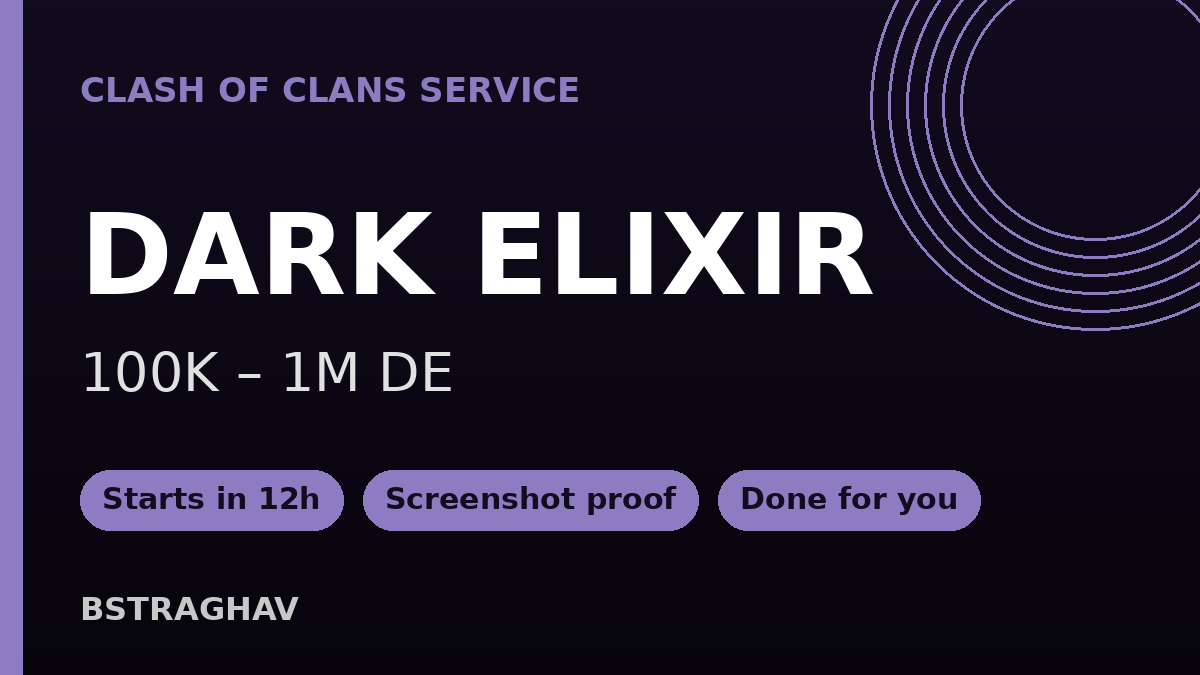 CLASH OF CLANS SERVICE
DARK ELIXIR
100K – 1M DE
Starts in 12h Screenshot proof Done for you
BSTRAGHAV